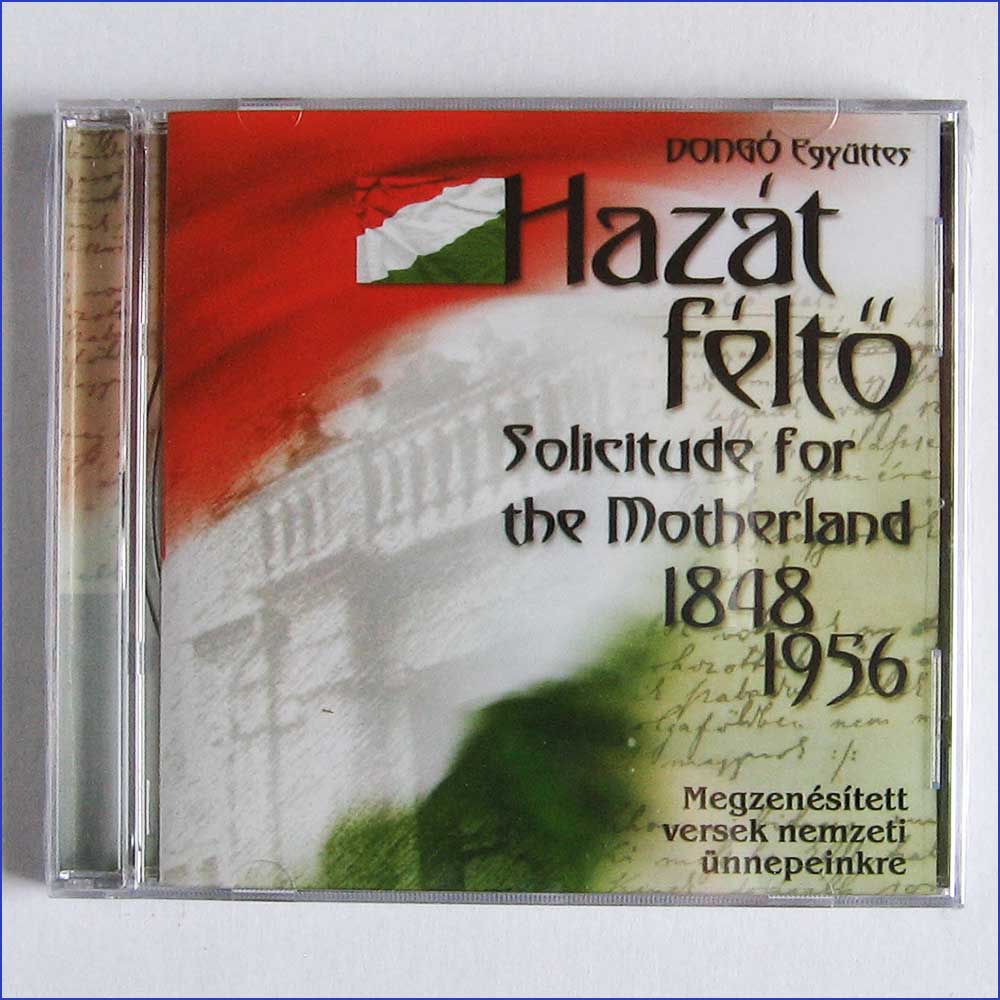 DONGÓ Együttes
Hazát
féltő
Solicitude for
the Motherland
1848
1956
Megzenésített
versek nemzeti
ünnepeinkre